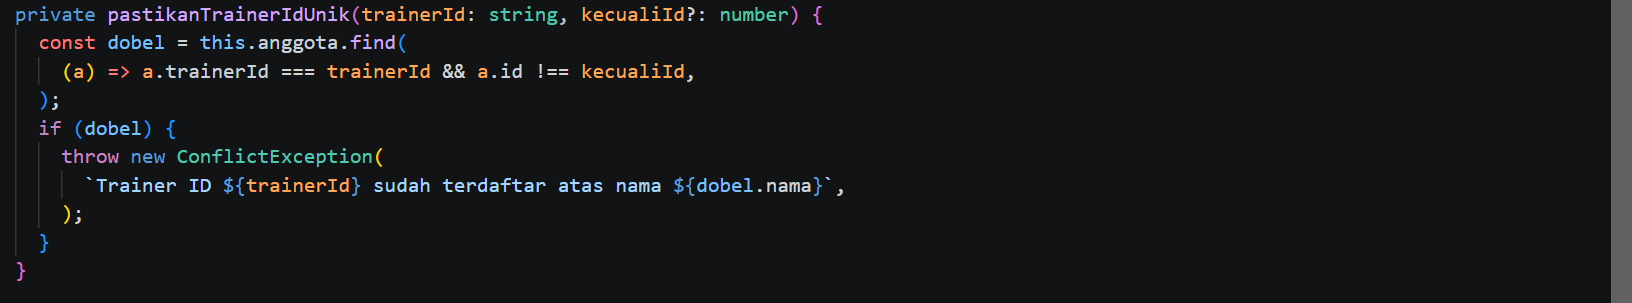 private pastikanTrainerIdUnik(trainerId: string, kecualiId?: number) {
  const dobel = this.anggota.find(
    (a) => a.trainerId === trainerId && a.id !== kecualiId,
  );
  if (dobel) {
    throw new ConflictException(
      `Trainer ID ${trainerId} sudah terdaftar atas nama ${dobel.nama}`,
    );
  }
}